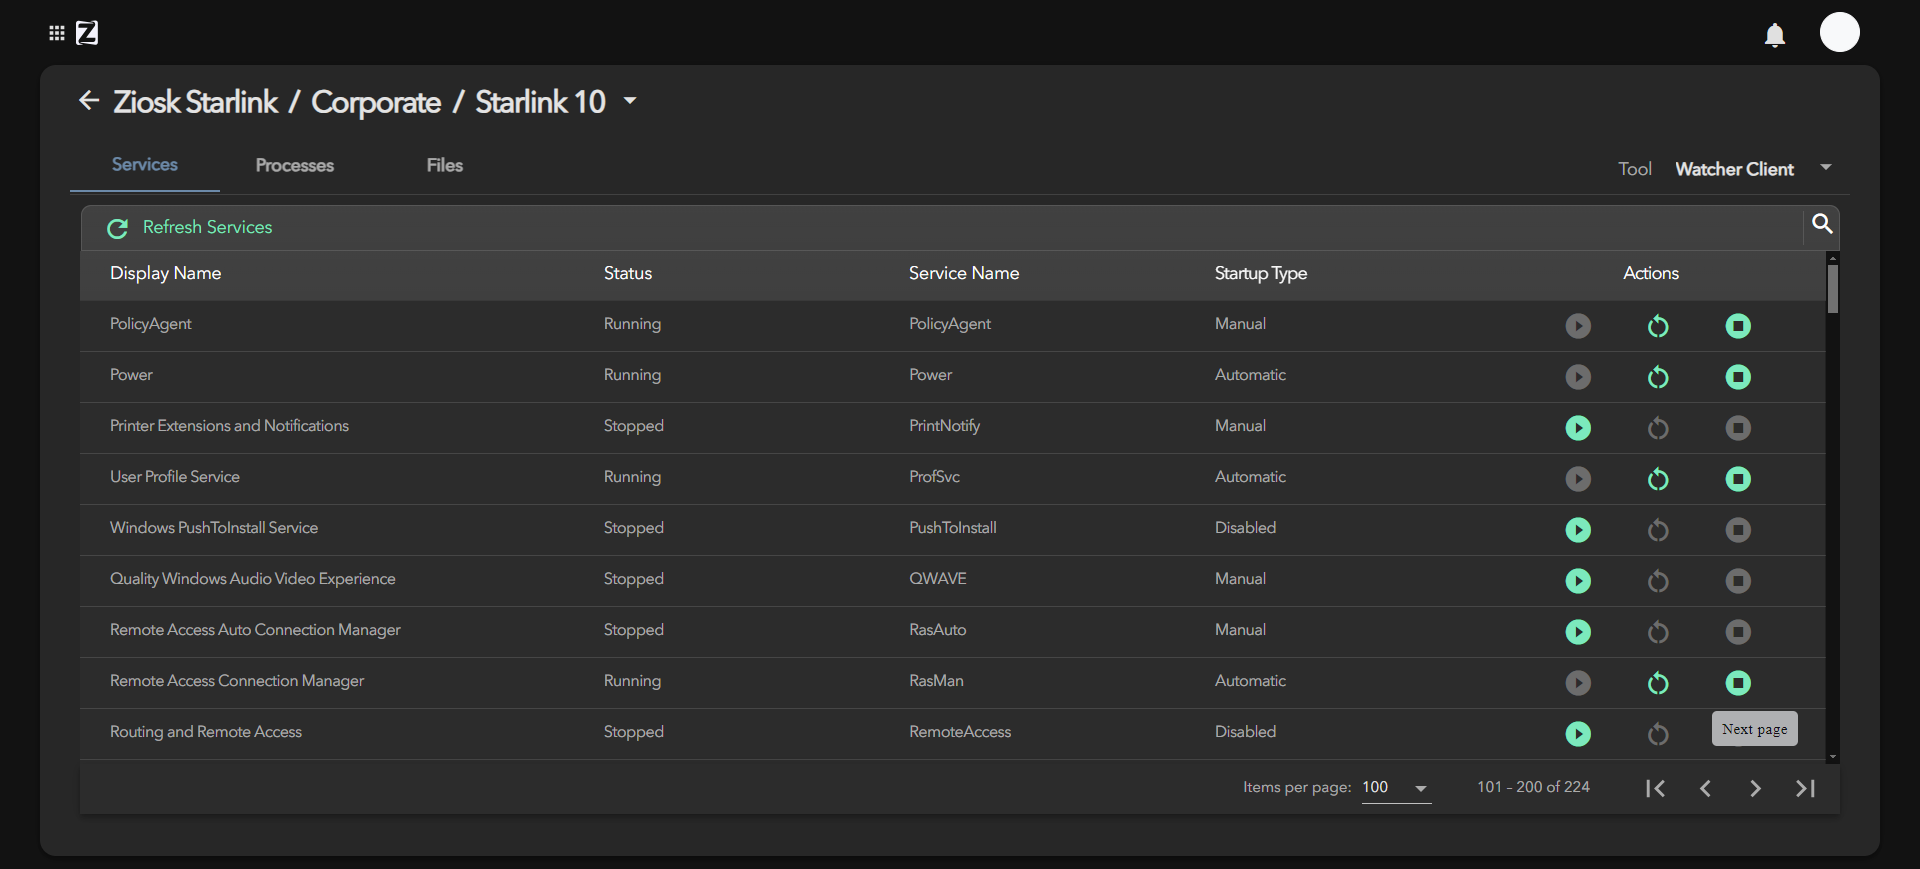 Z
Ziosk Starlink / Corporate / Starlink 10
Services Processes Files
Tool Watcher Client
Refresh Services
Display Name Status Service Name Startup Type Actions
PolicyAgent Running PolicyAgent Manual
Power Running Power Automatic
Printer Extensions and Notifications Stopped PrintNotify Manual
User Profile Service Running ProfSvc Automatic
Windows PushToInstall Service Stopped PushToInstall Disabled
Quality Windows Audio Video Experience Stopped QWAVE Manual
Remote Access Auto Connection Manager Stopped RasAuto Manual
Remote Access Connection Manager Running RasMan Automatic
Routing and Remote Access Stopped RemoteAccess Disabled
Next page
Items per page: 100 101 - 200 of 224